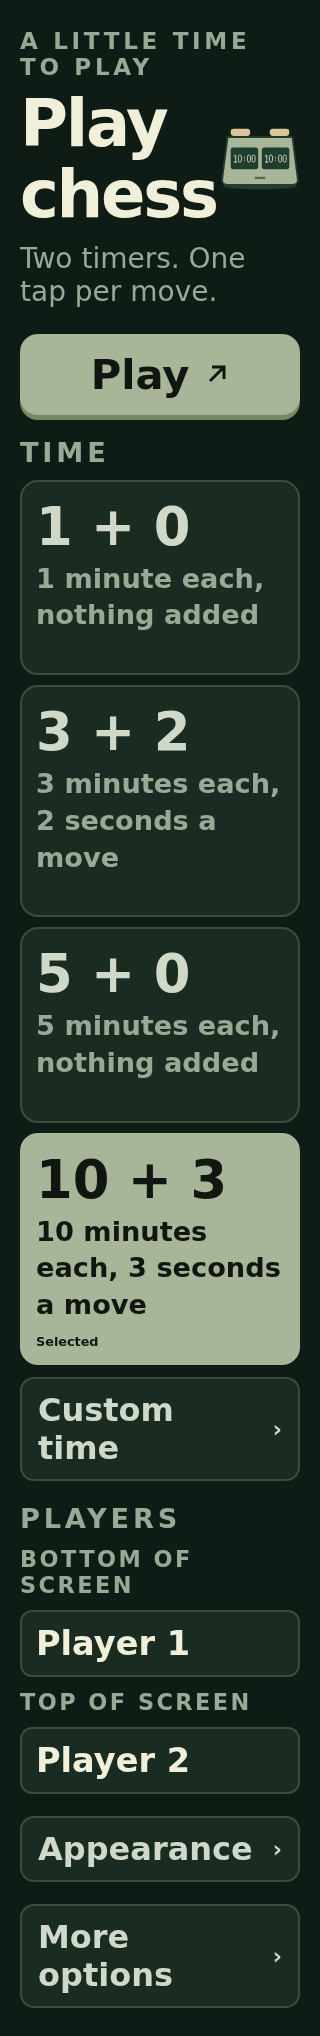 A LITTLE TIME
TO PLAY
Play
chess
10:00 10:00
Two timers. One
tap per move.
Play ↗
TIME
1 + 0
1 minute each,
nothing added
3 + 2
3 minutes each,
2 seconds a
move
5 + 0
5 minutes each,
nothing added
10 + 3
10 minutes
each, 3 seconds
a move
Selected
Custom
time ›
PLAYERS
BOTTOM OF
SCREEN
Player 1
TOP OF SCREEN
Player 2
Appearance ›
More
options ›